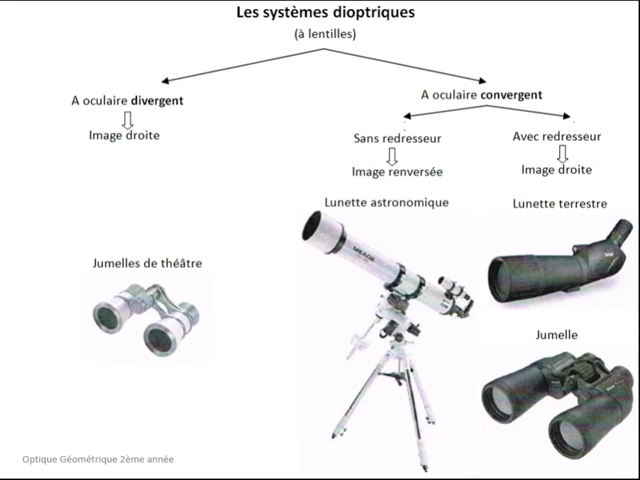 Les systèmes dioptriques
(à lentilles)
A oculaire divergent
Image droite
A oculaire convergent
Sans redresseur
Image renversée
Avec redresseur
Image droite
Lunette astronomique
Lunette terrestre
Jumelles de théâtre
MEADE
Jumelle
Optique Géométrique 2ème année